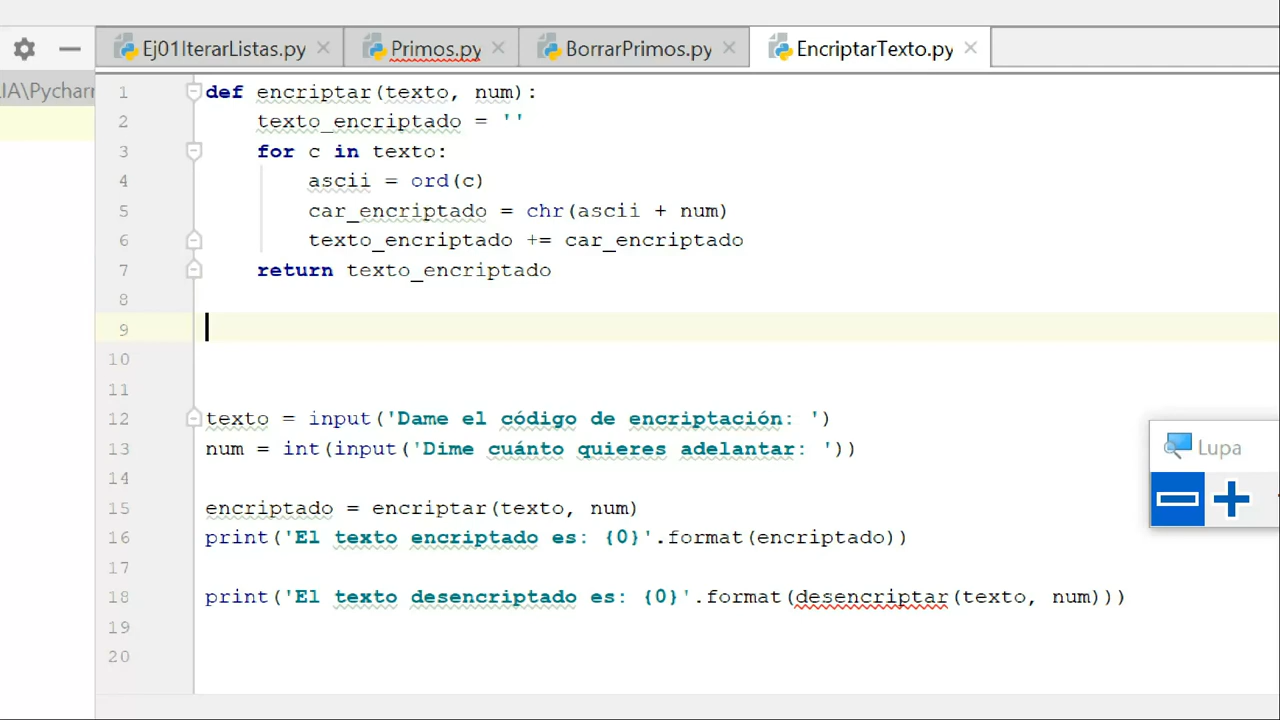 Ej01IterarListas.py Primos.py BorrarPrimos.py EncriptarTexto.py
IA\Pycharm
1 def encriptar(texto, num):
2 texto_encriptado = ''
3 for c in texto:
4 ascii = ord(c)
5 car_encriptado = chr(ascii + num)
6 texto_encriptado += car_encriptado
7 return texto_encriptado
8
9
10
11
12 texto = input('Dame el código de encriptación: ')
13 num = int(input('Dime cuánto quieres adelantar: '))
14
15 encriptado = encriptar(texto, num)
16 print('El texto encriptado es: {0}'.format(encriptado))
17
18 print('El texto desencriptado es: {0}'.format(desencriptar(texto, num)))
19
20
Lupa